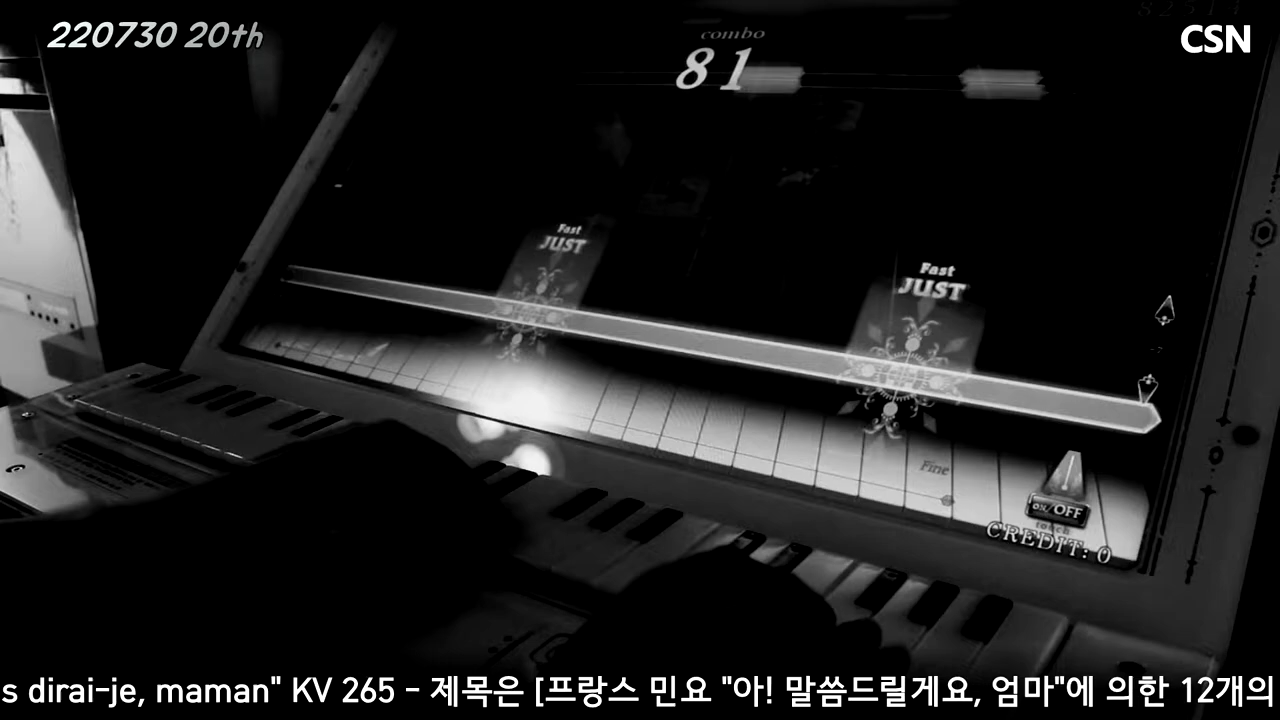 220730 20th
CSN
combo
81
Fast
JUST
Fast
JUST
Fine
ON/OFF
touch
CREDIT: 0
s dirai-je, maman" KV 265 - 제목은 [프랑스 민요 "아! 말씀드릴게요, 엄마"에 의한 12개의